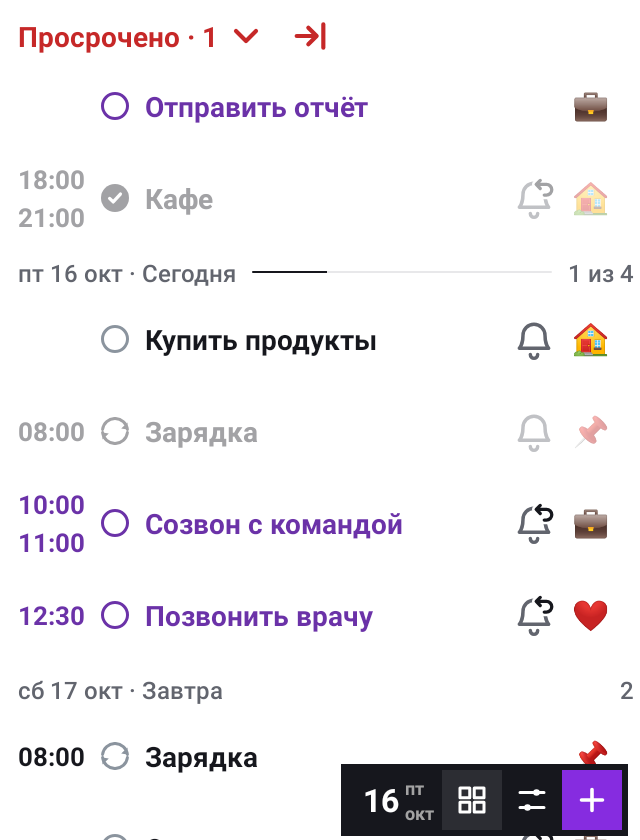 Просрочено · 1
Отправить отчёт
18:00
21:00
Кафе
пт 16 окт · Сегодня
1 из 4
Купить продукты
08:00 Зарядка
10:00
11:00
Созвон с командой
12:30 Позвонить врачу
сб 17 окт · Завтра
2
08:00 Зарядка
16 пт
окт